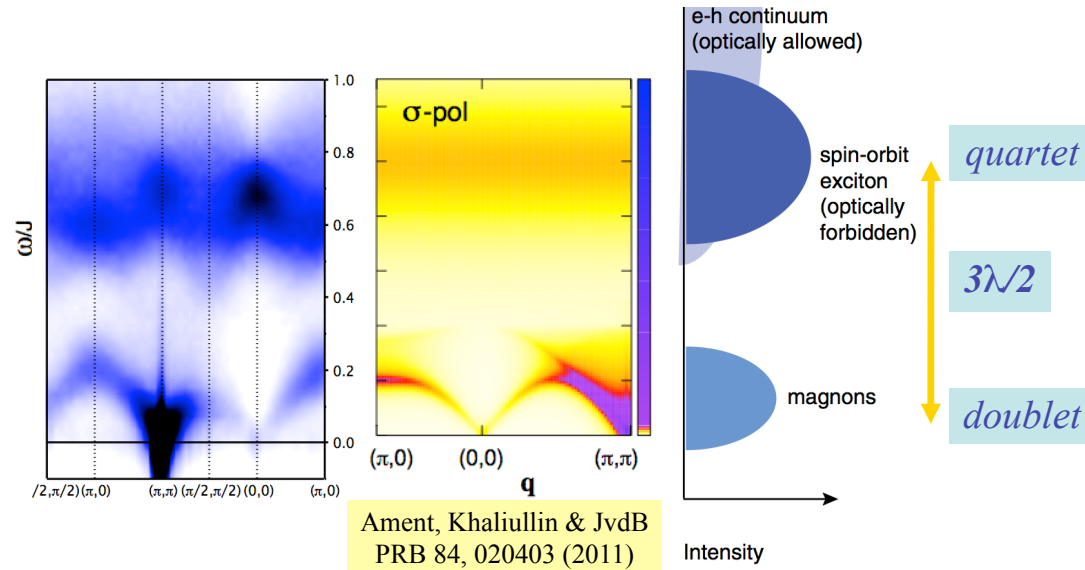 1.0
0.8
0.6
0.4
0.2
0.0
ω/J
/2,π/2) (π,0) (π,π) (π/2,π/2) (0,0) (π,0)
σ-pol
(π,0) (0,0) (π,π)
q
Ament, Khaliullin & JvdB
PRB 84, 020403 (2011)
e-h continuum
(optically allowed)
spin-orbit
exciton
(optically
forbidden)
magnons
Intensity
quartet
3λ/2
doublet